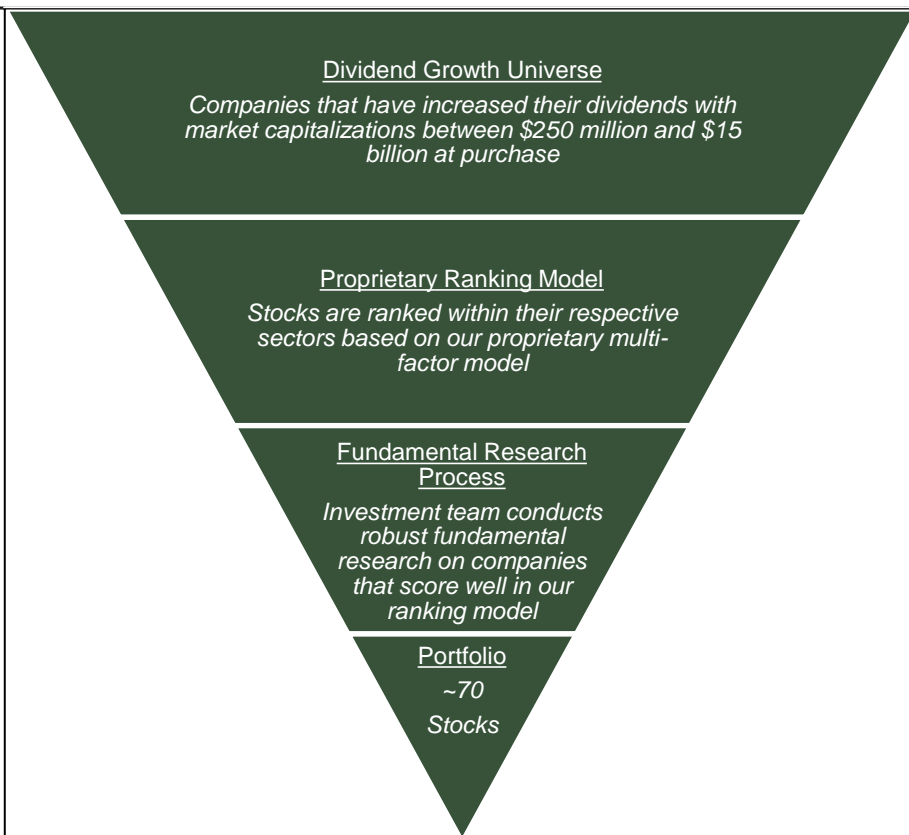 Dividend Growth Universe
Companies that have increased their dividends with
market capitalizations between $250 million and $15
billion at purchase
Proprietary Ranking Model
Stocks are ranked within their respective
sectors based on our proprietary multi-
factor model
Fundamental Research
Process
Investment team conducts
robust fundamental
research on companies
that score well in our
ranking model
Portfolio
~70
Stocks